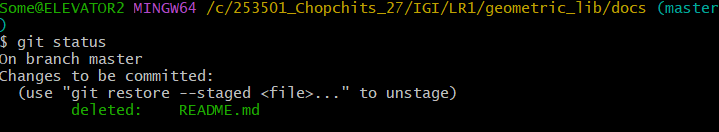 Some@ELEVATOR2 MINGW64 /c/253501_Chopchits_27/IGI/LR1/geometric_lib/docs (master
)
$ git status
On branch master
Changes to be committed:
  (use "git restore --staged <file>..." to unstage)
        deleted:    README.md